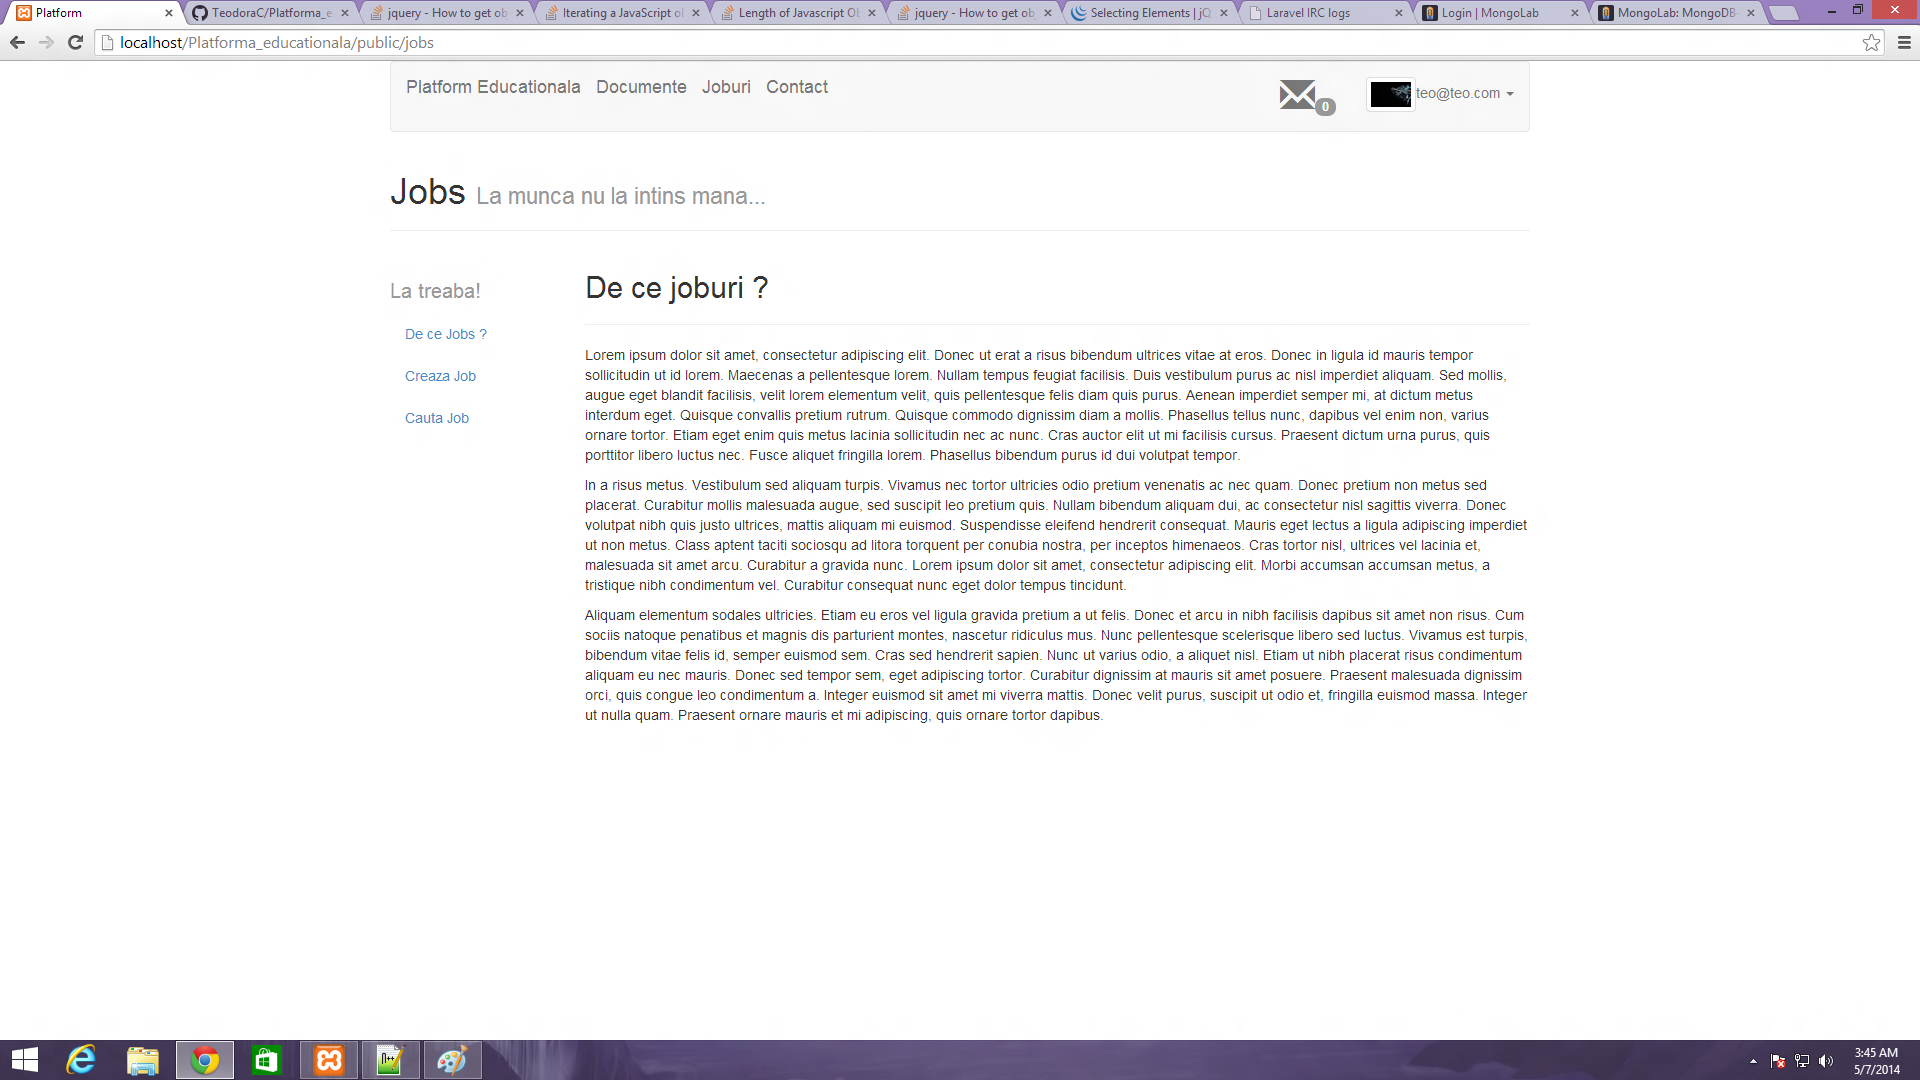 Platform
TeodoraC/Platforma_e
jquery - How to get ob
Iterating a JavaScript ol
Length of Javascript Ob
jquery - How to get ob
Selecting Elements | jQ
Laravel IRC logs
Login | MongoLab
MongoLab: MongoDB-
localhost/Platforma_educationala/public/jobs
Platform Educationala Documente Joburi Contact
0
teo@teo.com
Jobs La munca nu la intins mana...
La treaba!
De ce Jobs ?
Creaza Job
Cauta Job
De ce joburi ?
Lorem ipsum dolor sit amet, consectetur adipiscing elit. Donec ut erat a risus bibendum ultrices vitae at eros. Donec in ligula id mauris tempor
sollicitudin ut id lorem. Maecenas a pellentesque lorem. Nullam tempus feugiat facilisis. Duis vestibulum purus ac nisl imperdiet aliquam. Sed mollis,
augue eget blandit facilisis, velit lorem elementum velit, quis pellentesque felis diam quis purus. Aenean imperdiet semper mi, at dictum metus
interdum eget. Quisque convallis pretium rutrum. Quisque commodo dignissim diam a mollis. Phasellus tellus nunc, dapibus vel enim non, varius
ornare tortor. Etiam eget enim quis metus lacinia sollicitudin nec ac nunc. Cras auctor elit ut mi facilisis cursus. Praesent dictum urna purus, quis
porttitor libero luctus nec. Fusce aliquet fringilla lorem. Phasellus bibendum purus id dui volutpat tempor.
In a risus metus. Vestibulum sed aliquam turpis. Vivamus nec tortor ultricies odio pretium venenatis ac nec quam. Donec pretium non metus sed
placerat. Curabitur mollis malesuada augue, sed suscipit leo pretium quis. Nullam bibendum aliquam dui, ac consectetur nisl sagittis viverra. Donec
volutpat nibh quis justo ultrices, mattis aliquam mi euismod. Suspendisse eleifend hendrerit consequat. Mauris eget lectus a ligula adipiscing imperdiet
ut non metus. Class aptent taciti sociosqu ad litora torquent per conubia nostra, per inceptos himenaeos. Cras tortor nisl, ultrices vel lacinia et,
malesuada sit amet arcu. Curabitur a gravida nunc. Lorem ipsum dolor sit amet, consectetur adipiscing elit. Morbi accumsan accumsan metus, a
tristique nibh condimentum vel. Curabitur consequat nunc eget dolor tempus tincidunt.
Aliquam elementum sodales ultricies. Etiam eu eros vel ligula gravida pretium a ut felis. Donec et arcu in nibh facilisis dapibus sit amet non risus. Cum
sociis natoque penatibus et magnis dis parturient montes, nascetur ridiculus mus. Nunc pellentesque scelerisque libero sed luctus. Vivamus est turpis,
bibendum vitae felis id, semper euismod sem. Cras sed hendrerit sapien. Nunc ut varius odio, a aliquet nisl. Etiam ut nibh placerat risus condimentum
aliquam eu nec mauris. Donec sed tempor sem, eget adipiscing tortor. Curabitur dignissim at mauris sit amet posuere. Praesent malesuada dignissim
orci, quis congue leo condimentum a. Integer euismod sit amet mi viverra mattis. Donec velit purus, suscipit ut odio et, fringilla euismod massa. Integer
ut nulla quam. Praesent ornare mauris et mi adipiscing, quis ornare tortor dapibus.
3:45 AM
5/7/2014